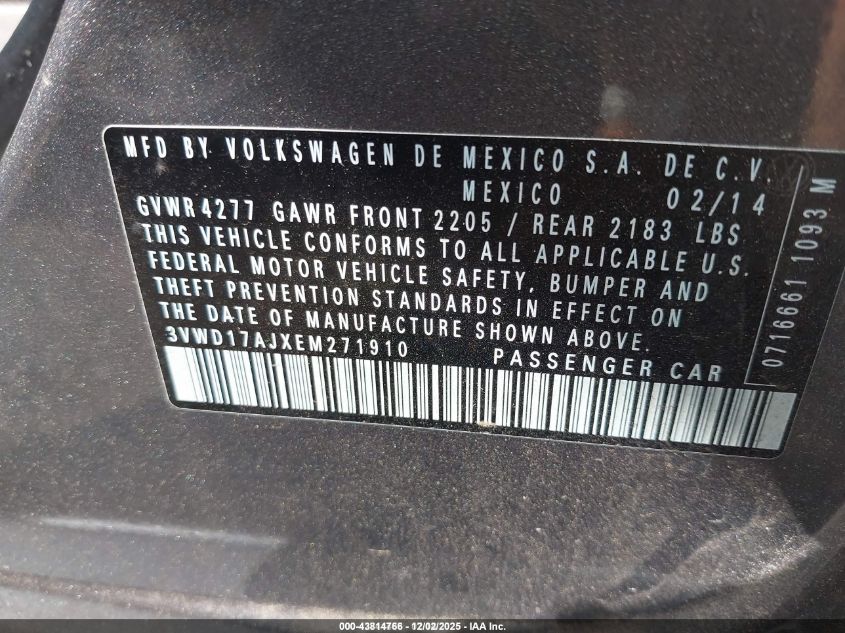 MFD BY VOLKSWAGEN DE MEXICO S.A. DE C.V.
MEXICO 02/14
GVWR4277 GAWR FRONT 2205 / REAR 2183 LBS
THIS VEHICLE CONFORMS TO ALL APPLICABLE U.S.
FEDERAL MOTOR VEHICLE SAFETY, BUMPER AND
THEFT PREVENTION STANDARDS IN EFFECT ON
THE DATE OF MANUFACTURE SHOWN ABOVE.
3VWD17AJXEM271910 PASSENGER CAR
0716661 1093 M
000-43814766 - 12/02/2025 - IAA Inc.